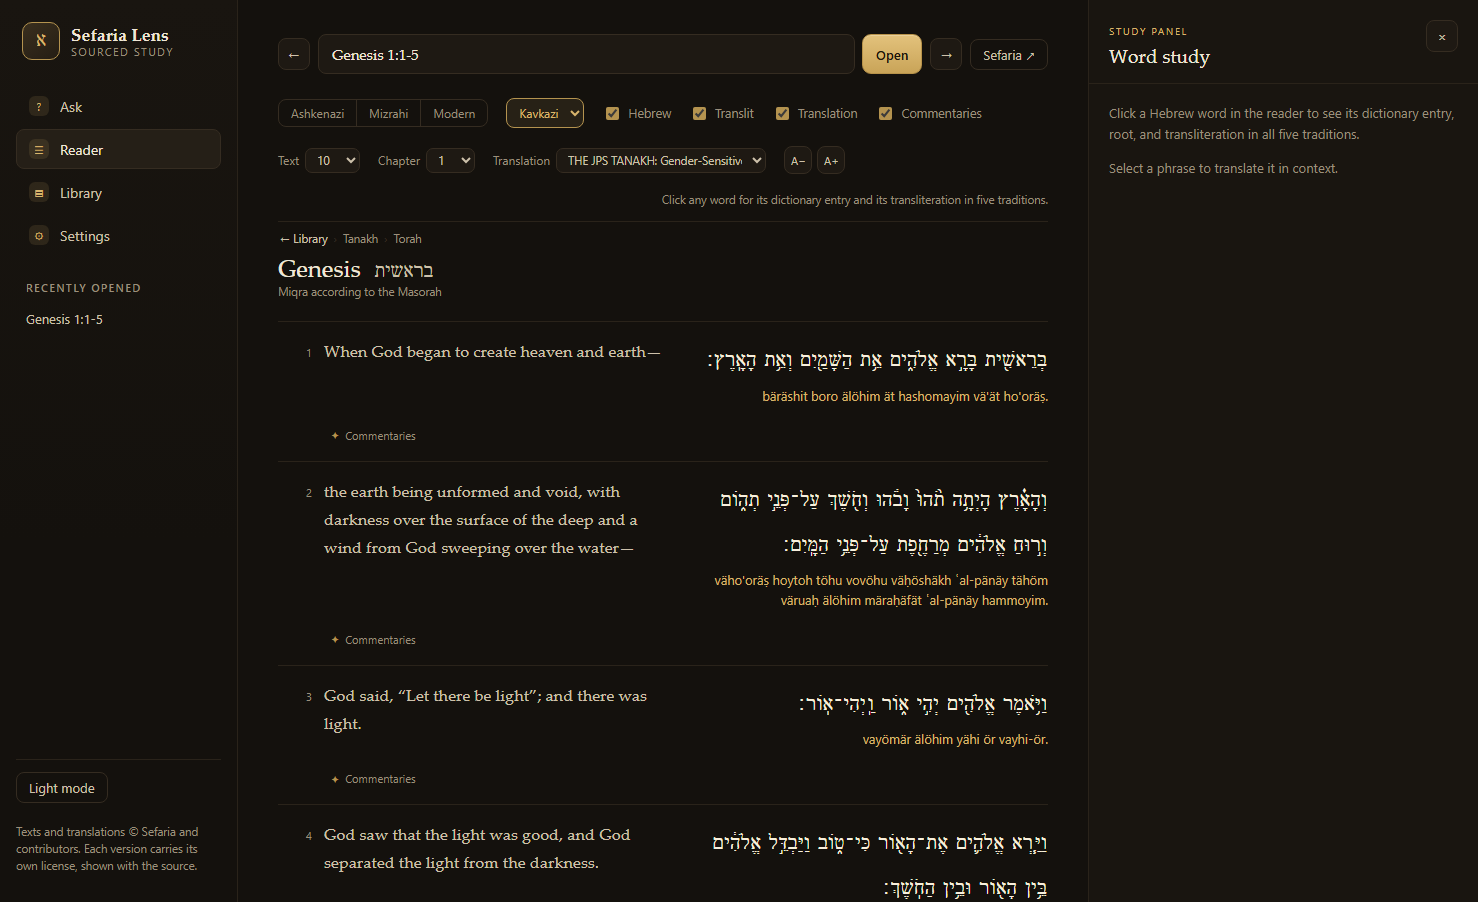 א
Sefaria Lens
SOURCED STUDY
? Ask
Reader
Library
Settings
RECENTLY OPENED
Genesis 1:1-5
Light mode
Texts and translations © Sefaria and
contributors. Each version carries its
own license, shown with the source.
← Genesis 1:1-5 Open → Sefaria ↗
Ashkenazi Mizrahi Modern Kavkazi Hebrew Translit Translation Commentaries
Text 10 Chapter 1 Translation THE JPS TANAKH: Gender-Sensitiv A− A+
Click any word for its dictionary entry and its transliteration in five traditions.
← Library › Tanakh › Torah
Genesis בראשית
Miqra according to the Masorah
1 When God began to create heaven and earth—
בְּרֵאשִׁ֖ית בָּרָ֣א אֱלֹהִ֑ים אֵ֥ת הַשָּׁמַ֖יִם וְאֵ֥ת הָאָֽרֶץ׃
bäräshit boro älöhim ät hashomayim vä'ät ho'oräṣ.
✦ Commentaries
2 the earth being unformed and void, with
darkness over the surface of the deep and a
wind from God sweeping over the water—
וְהָאָ֗רֶץ הָיְתָ֥ה תֹ֙הוּ֙ וָבֹ֔הוּ וְחֹ֖שֶׁךְ עַל־פְּנֵ֣י תְה֑וֹם
וְר֣וּחַ אֱלֹהִ֔ים מְרַחֶ֖פֶת עַל־פְּנֵ֥י הַמָּֽיִם׃
väho'oräṣ hoytoh töhu vovöhu väḥöshäkh ʿal-pänäy tähöm
väruaḥ älöhim märaḥäfät ʿal-pänäy hammoyim.
✦ Commentaries
3 God said, “Let there be light”; and there was
light.
וַיֹּ֥אמֶר אֱלֹהִ֖ים יְהִ֣י א֑וֹר וַֽיְהִי־אֽוֹר׃
vayömär älöhim yähi ör vayhi-ör.
✦ Commentaries
4 God saw that the light was good, and God
separated the light from the darkness.
וַיַּ֧רְא אֱלֹהִ֛ים אֶת־הָא֖וֹר כִּי־ט֑וֹב וַיַּבְדֵּ֣ל אֱלֹהִ֔ים
בֵּ֥ין הָא֖וֹר וּבֵ֥ין הַחֹֽשֶׁךְ׃
STUDY PANEL
Word study
×
Click a Hebrew word in the reader to see its dictionary entry,
root, and transliteration in all five traditions.
Select a phrase to translate it in context.